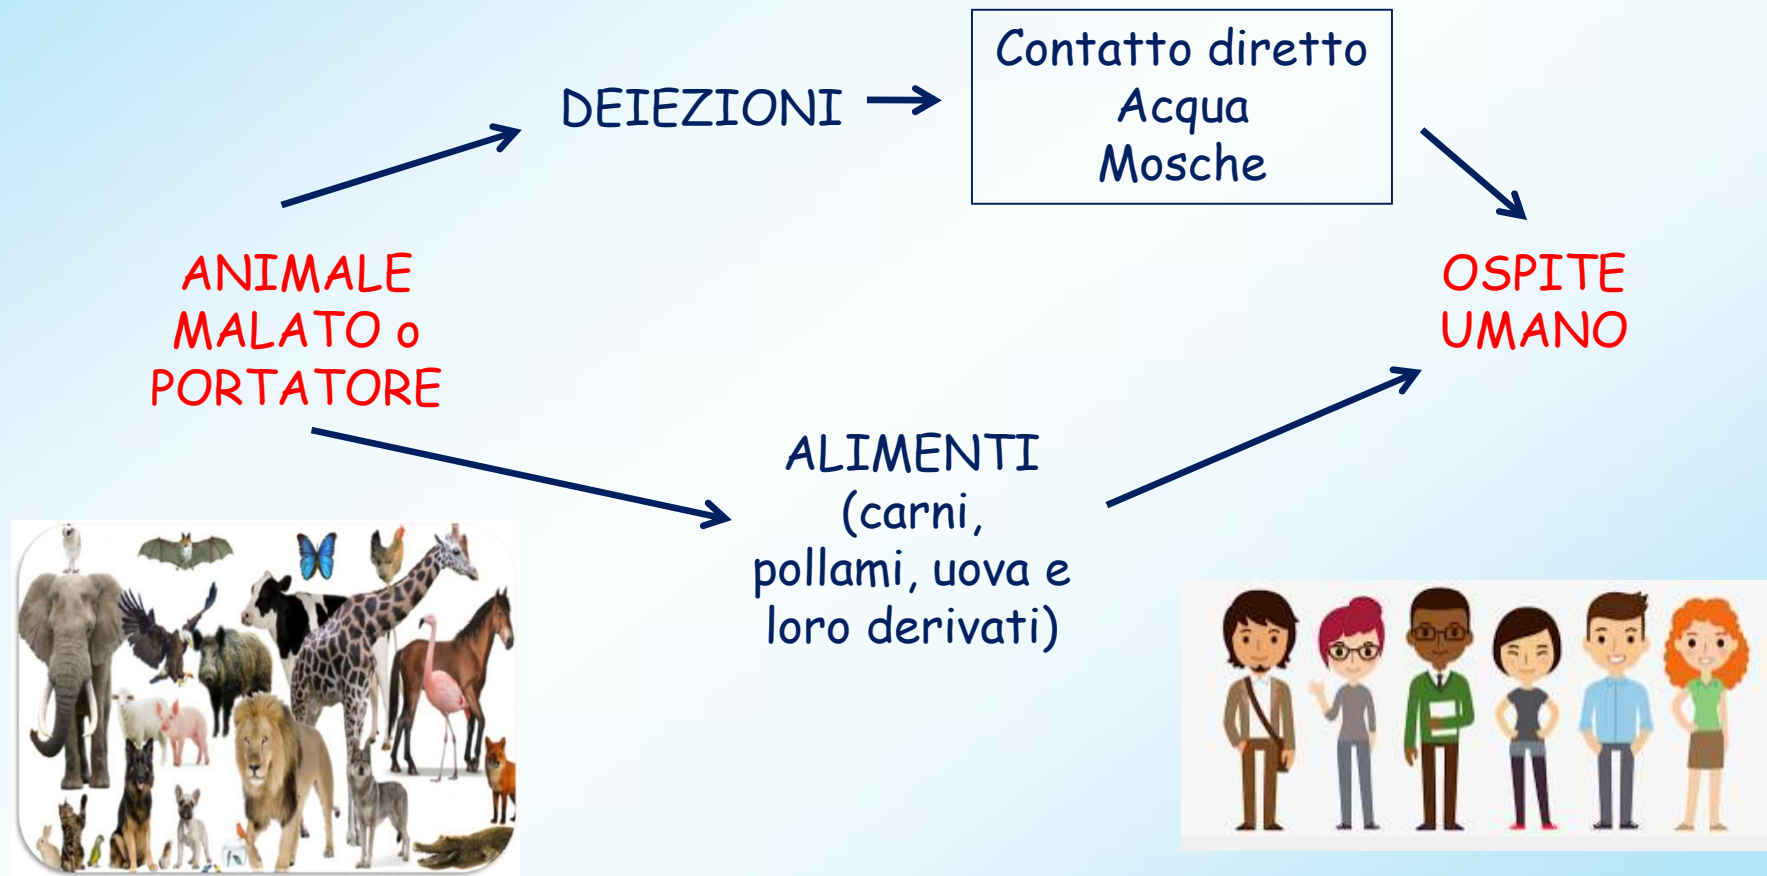 DEIEZIONI
Contatto diretto
Acqua
Mosche
ANIMALE
MALATO o
PORTATORE
OSPITE
UMANO
ALIMENTI
(carni,
pollami, uova e
loro derivati)